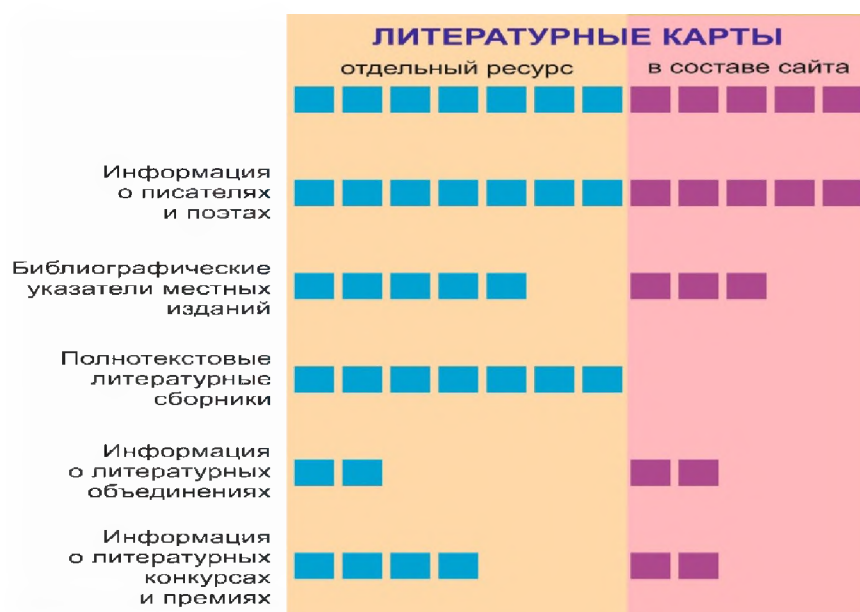 ЛИТЕРАТУРНЫЕ КАРТЫ
отдельный ресурс
в составе сайта
Информация
о писателях
и поэтах
Библиографические
указатели местных
изданий
Полнотекстовые
литературные
сборники
Информация
о литературных
объединениях
Информация
о литературных
конкурсах
и премиях